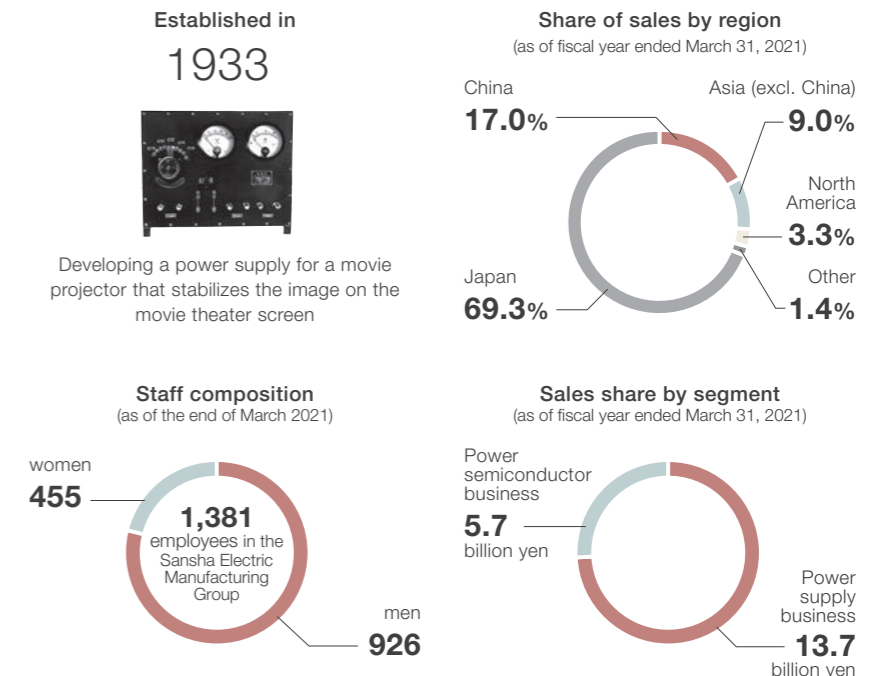 Established in
1933
Developing a power supply for a movie
projector that stabilizes the image on the
movie theater screen
Share of sales by region
(as of fiscal year ended March 31, 2021)
China
17.0%
Asia (excl. China)
9.0%
North
America
3.3%
Other
1.4%
Japan
69.3%
Staff composition
(as of the end of March 2021)
women
455
1,381
employees in the
Sansha Electric
Manufacturing
Group
men
926
Sales share by segment
(as of fiscal year ended March 31, 2021)
Power
semiconductor
business
5.7
billion yen
Power
supply
business
13.7
billion yen